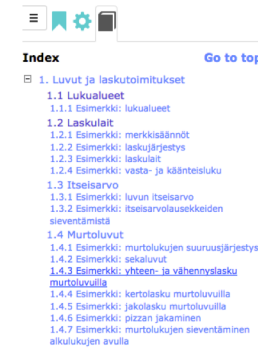 Index Go to top
1. Luvut ja laskutoimitukset
1.1 Lukualueet
1.1.1 Esimerkki: lukualueet
1.2 Laskulait
1.2.1 Esimerkki: merkkisäännöt
1.2.2 Esimerkki: laskujärjestys
1.2.3 Esimerkki: laskulait
1.2.4 Esimerkki: vasta- ja käänteisluku
1.3 Itseisarvo
1.3.1 Esimerkki: luvun itseisarvo
1.3.2 Esimerkki: itseisarvolausekkeiden
sieventämistä
1.4 Murtoluvut
1.4.1 Esimerkki: murtolukujen suuruusjärjestys
1.4.2 Esimerkki: sekaluvut
1.4.3 Esimerkki: yhteen- ja vähennyslasku
murtoluvuilla
1.4.4 Esimerkki: kertolasku murtoluvuilla
1.4.5 Esimerkki: jakolasku murtoluvuilla
1.4.6 Esimerkki: pizzan jakaminen
1.4.7 Esimerkki: murtolukujen sieventäminen
alkulukujen avulla